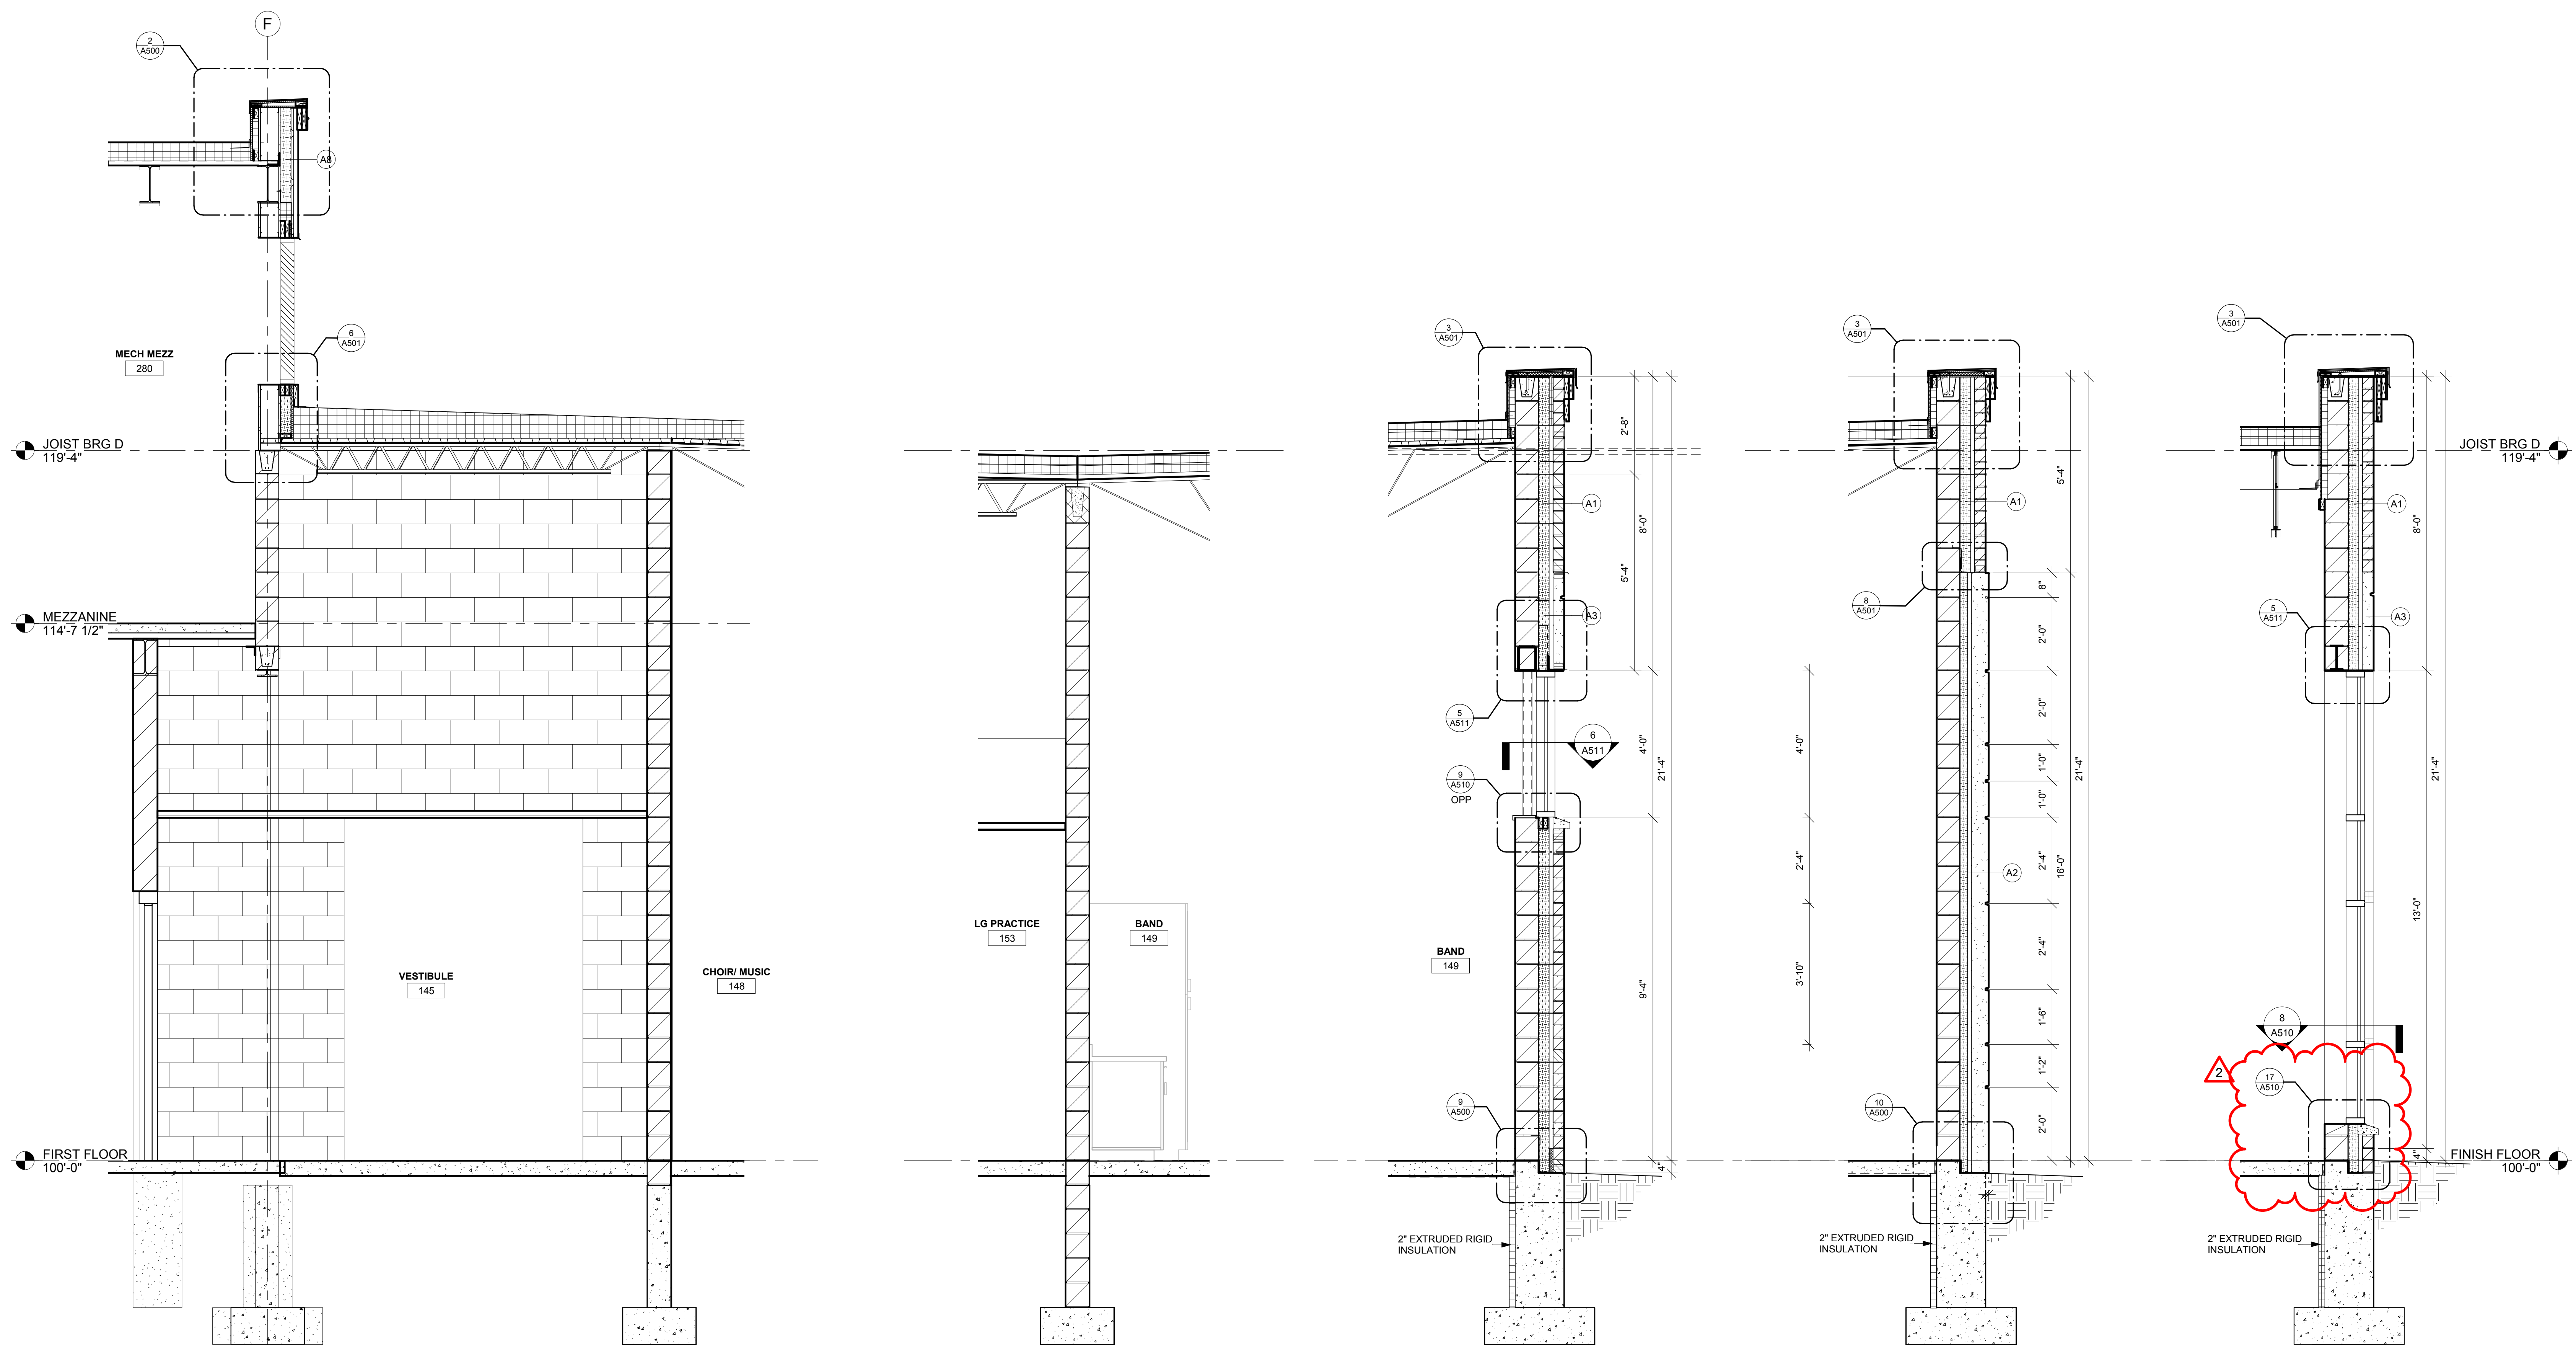 F
2
A500
A8
6
A501
MECH MEZZ
280
JOIST BRG D
119'-4"
MEZZANINE
114'-7 1/2"
VESTIBULE
145
CHOIR/ MUSIC
148
FIRST FLOOR
100'-0"
LG PRACTICE
153
BAND
149
3
A501
2'-8"
A1
8'-0"
5'-4"
A3
5
A511
6
A511
4'-0"
21'-4"
9
A510
OPP
BAND
149
9'-4"
9
A500
4"
2" EXTRUDED RIGID
INSULATION
3
A501
5'-4"
A1
8
A501
8"
2'-0"
4'-0"
2'-0"
1'-0"
21'-4"
1'-0"
2'-4"
2'-4"
16'-0"
A2
2'-4"
3'-10"
1'-6"
1'-2"
10
A500
2'-0"
2" EXTRUDED RIGID
INSULATION
3
A501
JOIST BRG D
119'-4"
A1
8'-0"
5
A511
A3
21'-4"
13'-0"
8
A510
2
17
A510
4"
FINISH FLOOR
100'-0"
2" EXTRUDED RIGID
INSULATION